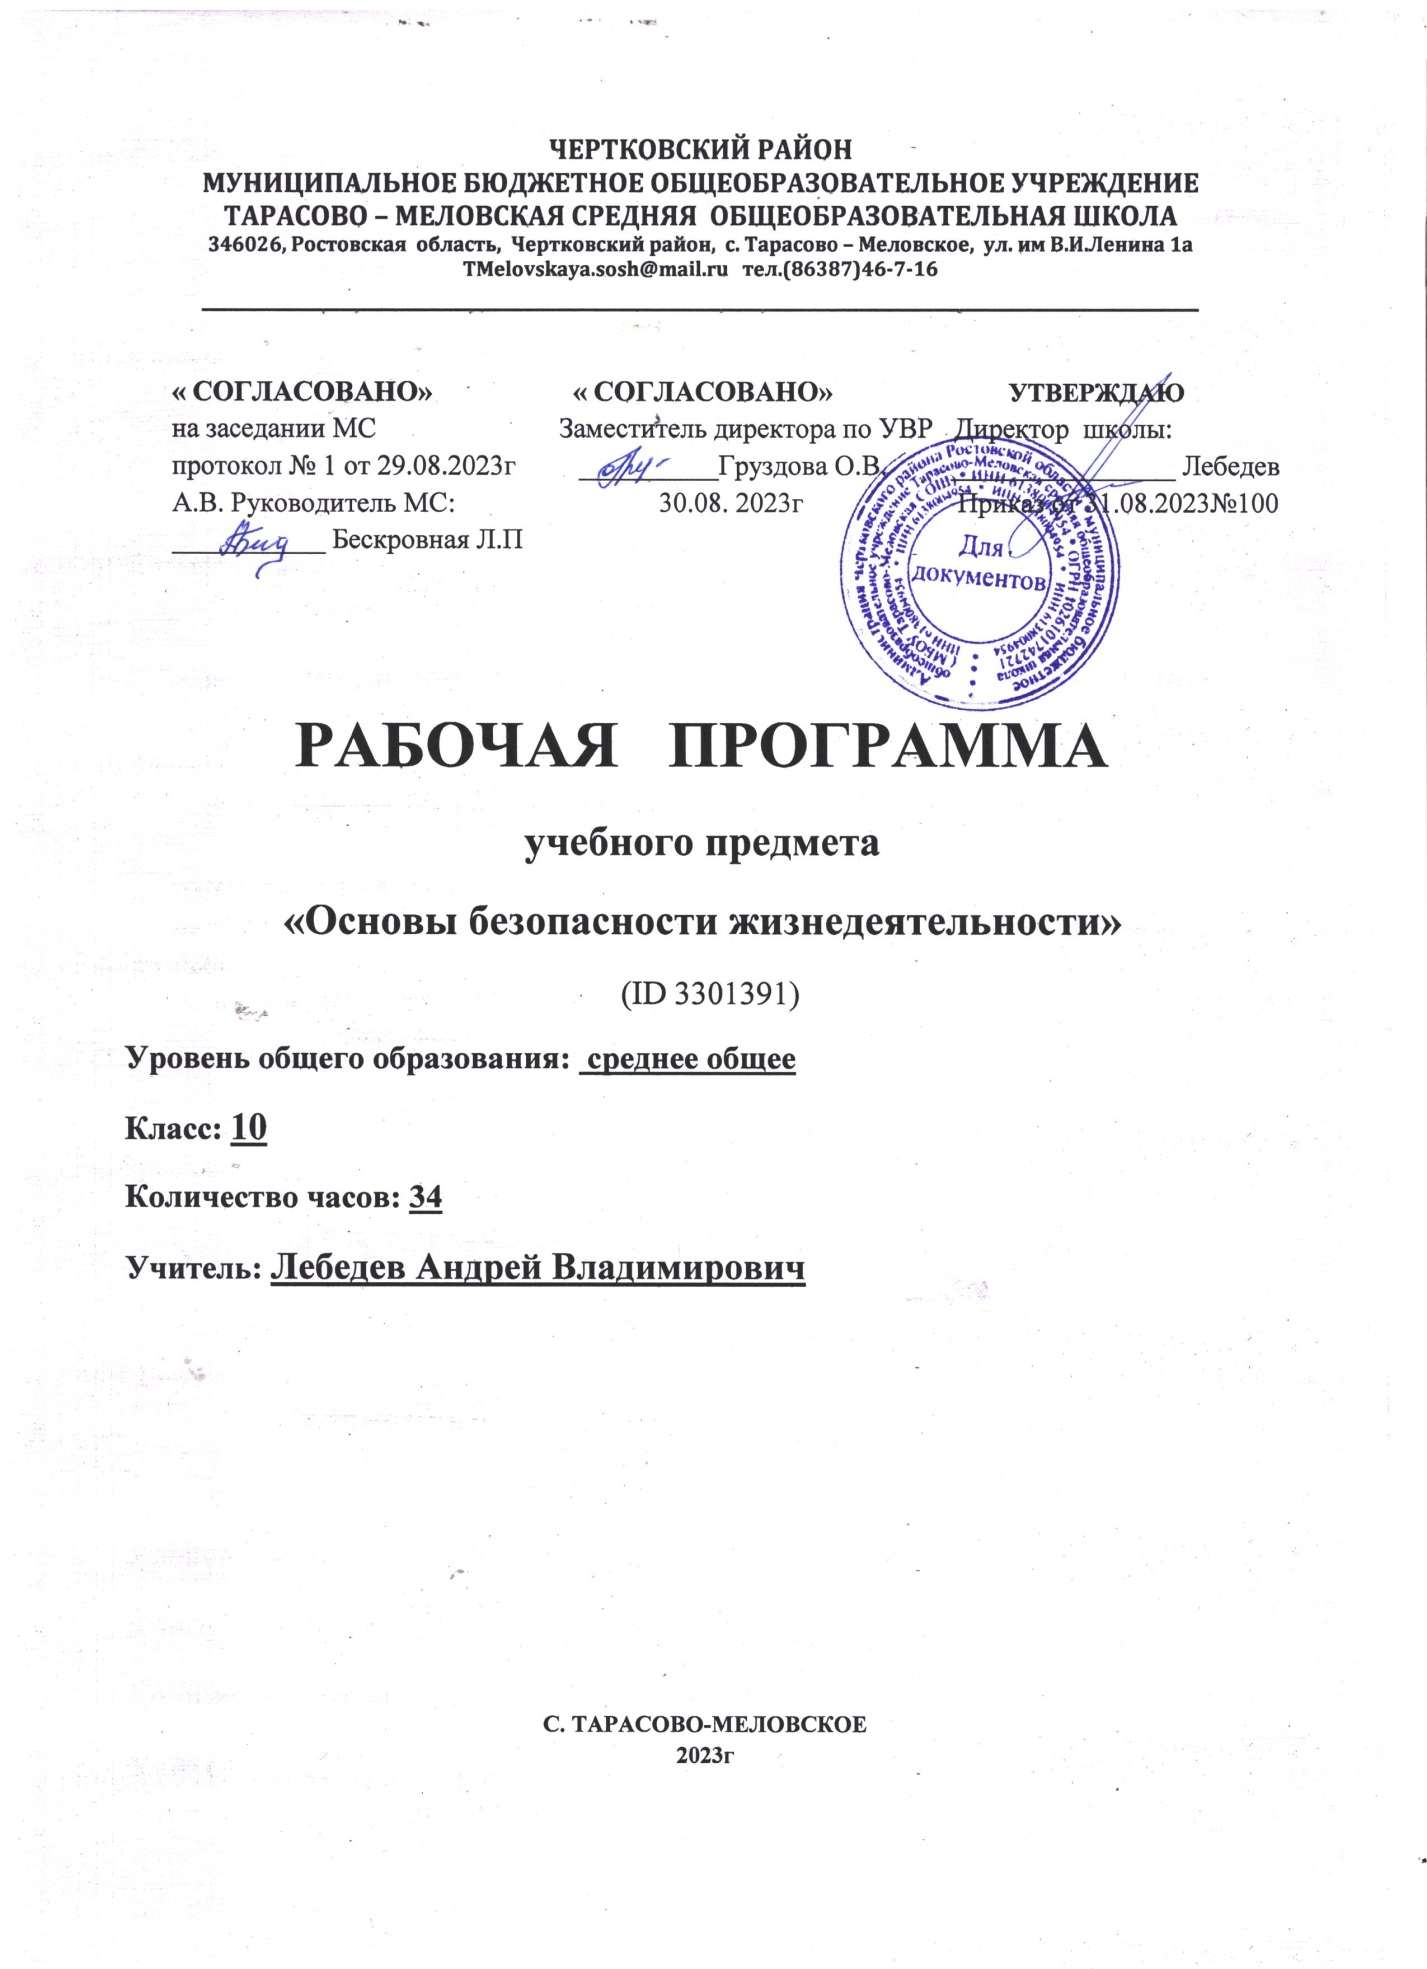 ЧЕРТКОВСКИЙ РАЙОН
МУНИЦИПАЛЬНОЕ БЮДЖЕТНОЕ ОБЩЕОБРАЗОВАТЕЛЬНОЕ УЧРЕЖДЕНИЕ
ТАРАСОВО – МЕЛОВСКАЯ СРЕДНЯЯ ОБЩЕОБРАЗОВАТЕЛЬНАЯ ШКОЛА
346026, Ростовская область, Чертковский район, с. Тарасово – Меловское, ул. им В.И.Ленина 1а
TMelovskaya.sosh@mail.ru тел.(86387)46-7-16
« СОГЛАСОВАНО» « СОГЛАСОВАНО» УТВЕРЖДАЮ
на заседании МС Заместитель директора по УВР Директор школы:
протокол № 1 от 29.08.2023г __________Груздова О.В. ________________ Лебедев
А.В. Руководитель МС: 30.08. 2023г Приказ от 31.08.2023№100
___________ Бескровная Л.П
Для
документов
РАБОЧАЯ ПРОГРАММА
учебного предмета
«Основы безопасности жизнедеятельности»
(ID 3301391)
Уровень общего образования: среднее общее
Класс: 10
Количество часов: 34
Учитель: Лебедев Андрей Владимирович
С. ТАРАСОВО-МЕЛОВСКОЕ
2023г